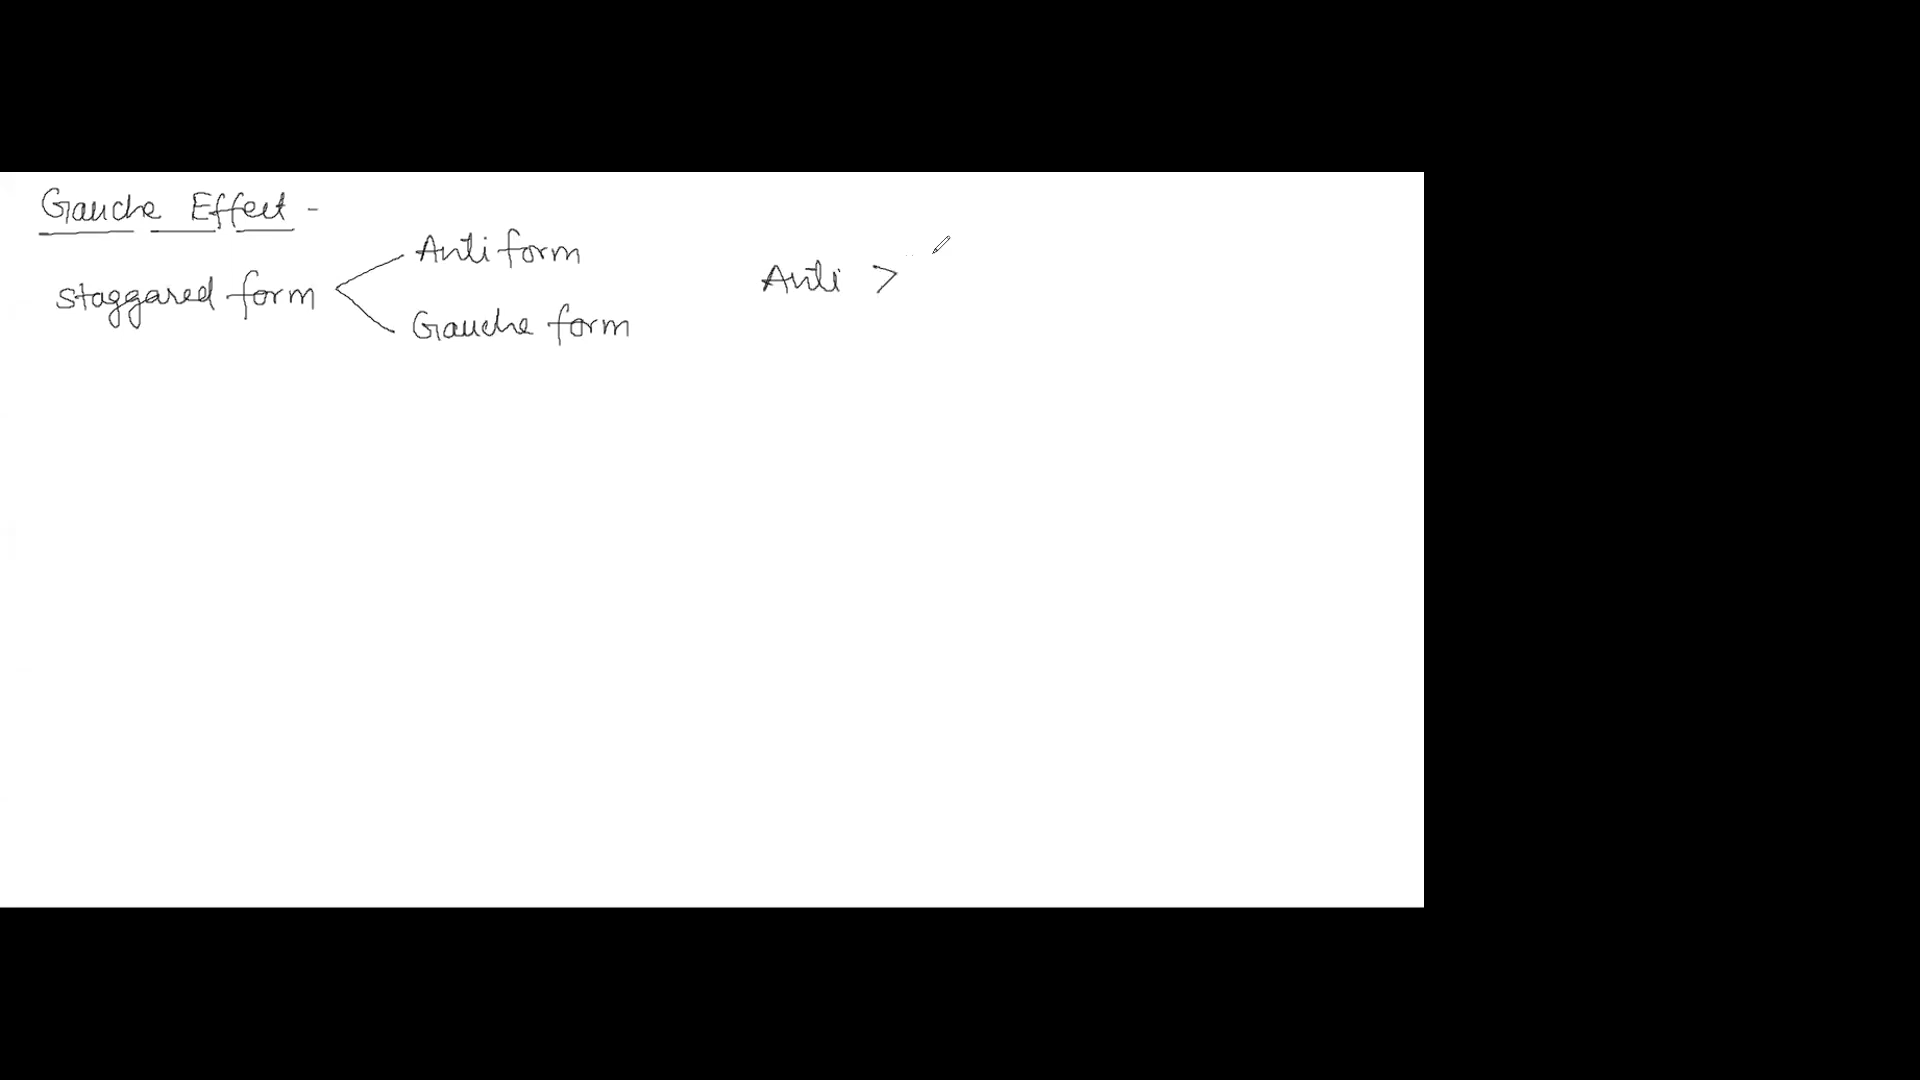 Gauche Effect -
staggared form
Anti form
Gauche form
Anti >